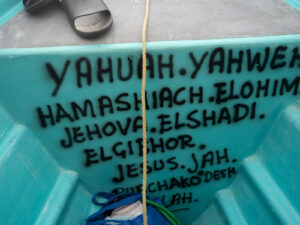 YAHUAH. YAHWEH
HAMASHIACH. ELOHIM
JEHOVA. ELSHADI.
ELGIBHOR.
JESUS. JAH.